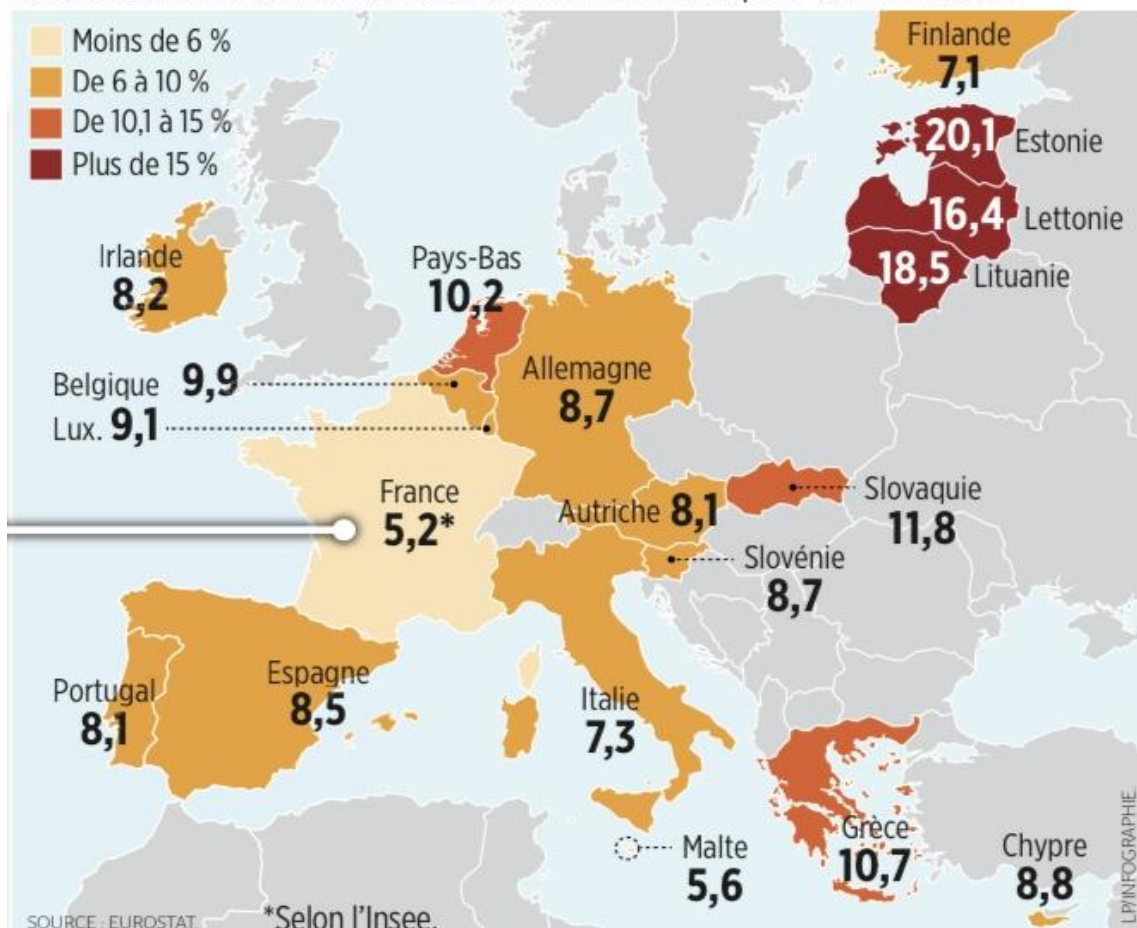 Moins de 6 %
De 6 à 10 %
De 10,1 à 15 %
Plus de 15 %
Finlande
7,1
20,1 Estonie
16,4 Lettonie
18,5 Lituanie
Irlande
8,2
Pays-Bas
10,2
Belgique 9,9
Lux. 9,1
Allemagne
8,7
France
5,2*
Autriche 8,1
Slovaquie
11,8
Slovénie
8,7
Portugal
8,1
Espagne
8,5
Italie
7,3
Malte
5,6
Grèce
10,7
Chypre
8,8
SOURCE : EUROSTAT.
*Selon l'Insee.
LP/INFOGRAPHIE.